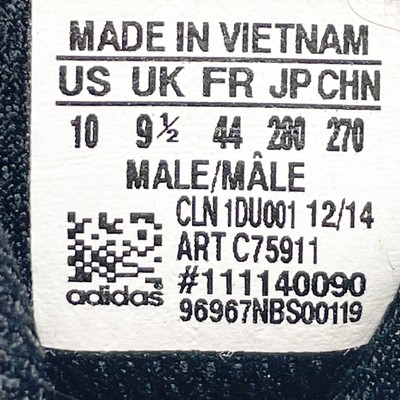 MADE IN VIETNAM
US UK FR JP CHN
10 9½ 44 280 270
MALE/MÂLE
CLN 1DU001 12/14
ART C75911
#111140090
adidas 96967NBS00119